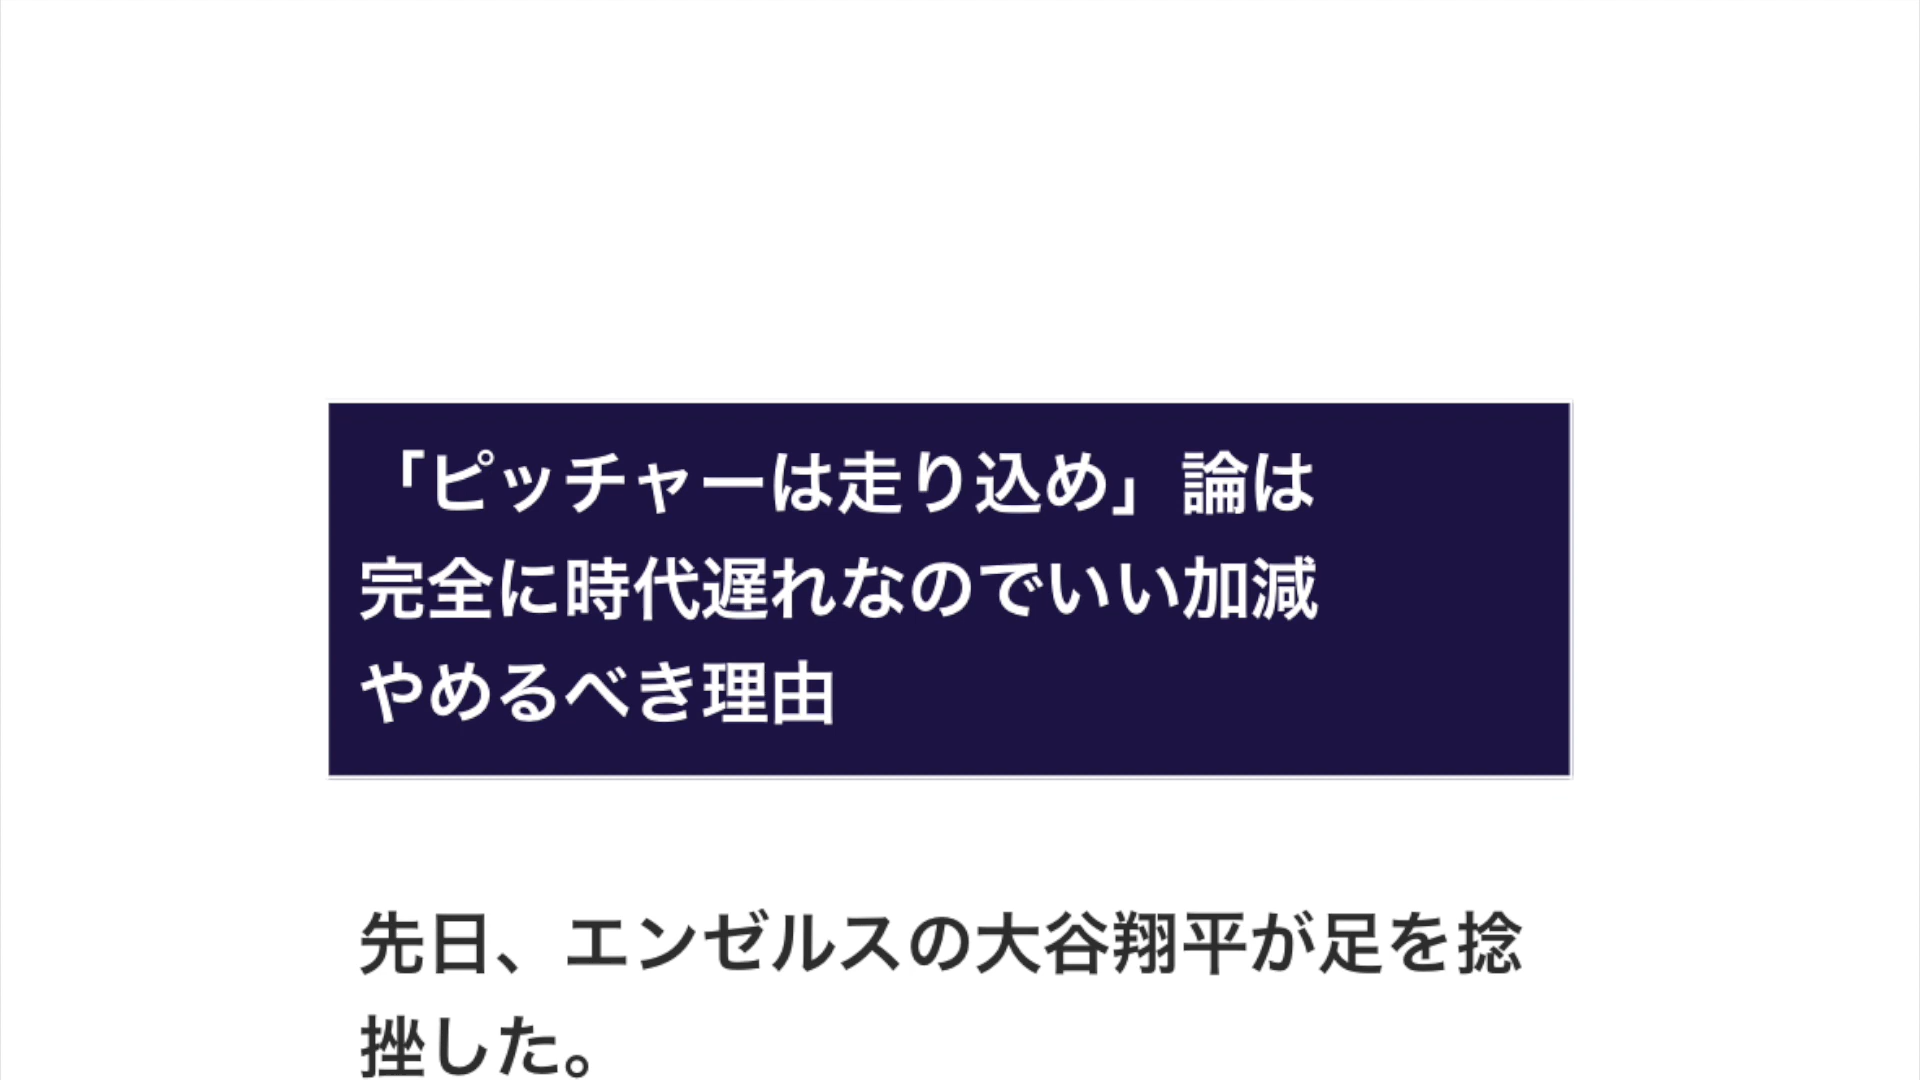 「ピッチャーは走り込め」論は
完全に時代遅れなのでいい加減
やめるべき理由
先日、エンゼルスの大谷翔平が足を捻
挫した。